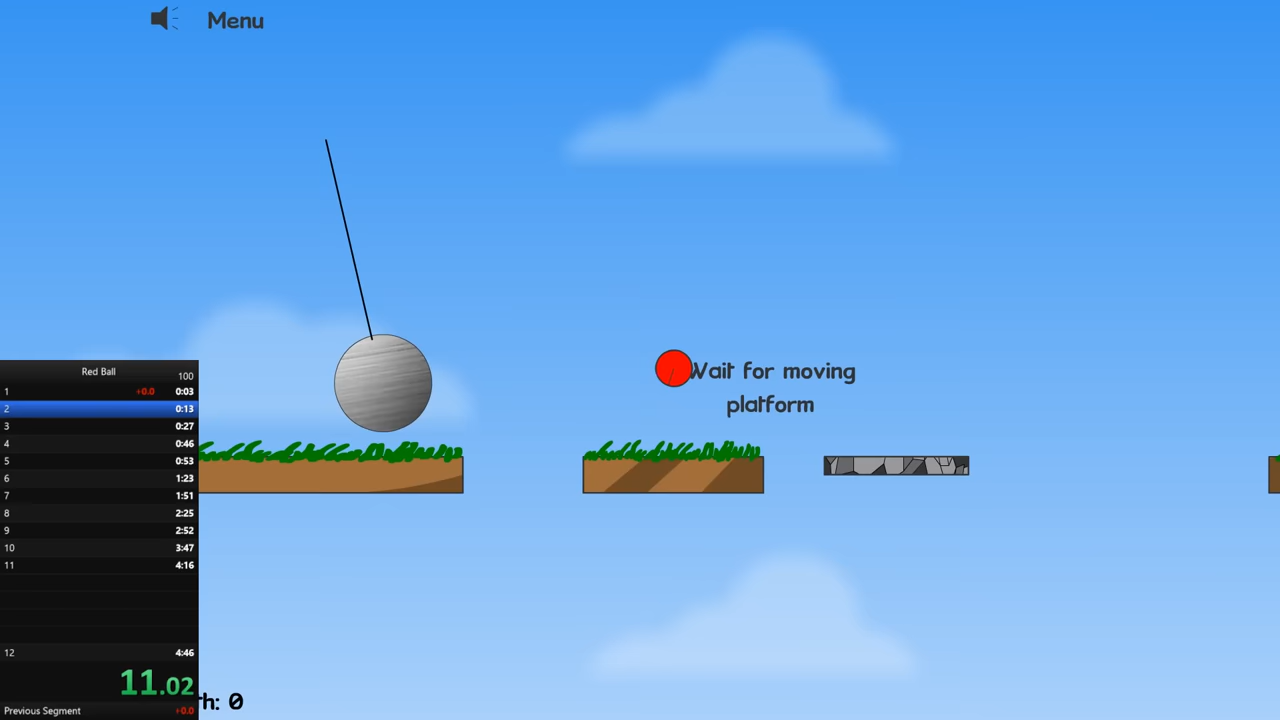 Menu
Wait for moving
platform
Red Ball 100
1 +0.0 0:03
2 0:13
3 0:27
4 0:46
5 0:53
6 1:23
7 1:51
8 2:25
9 2:52
10 3:47
11 4:16
12 4:46
11.02
Previous Segment +0.0
rh: 0